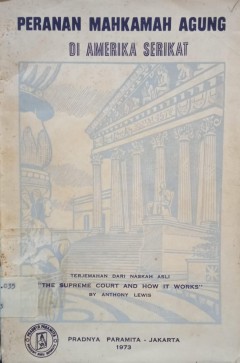 PERANAN MAHKAMAH AGUNG
DI AMERIKA SERIKAT
TERJEMAHAN DARI NASKAH ASLI
"THE SUPREME COURT AND HOW IT WORKS"
BY ANTHONY LEWIS
.035
PRADNYA PARAMITA - JAKARTA
1973